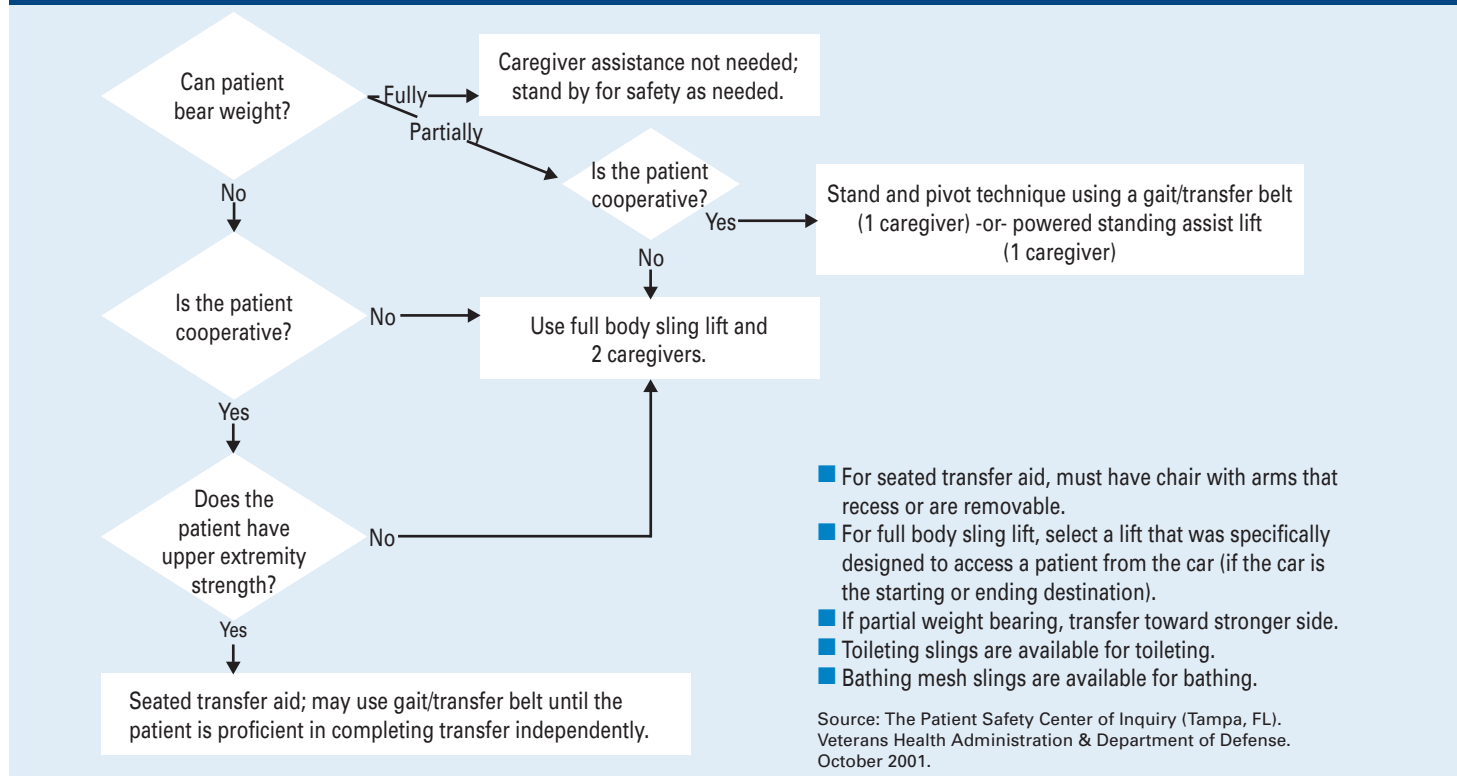 Can patient
bear weight?
Fully
Caregiver assistance not needed;
stand by for safety as needed.
Partially
Is the patient
cooperative?
Yes
Stand and pivot technique using a gait/transfer belt
(1 caregiver) -or- powered standing assist lift
(1 caregiver)
No
No
Is the patient
cooperative?
No
Use full body sling lift and
2 caregivers.
Yes
Does the
patient have
upper extremity
strength?
No
Yes
Seated transfer aid; may use gait/transfer belt until the
patient is proficient in completing transfer independently.
■ For seated transfer aid, must have chair with arms that
recess or are removable.
■ For full body sling lift, select a lift that was specifically
designed to access a patient from the car (if the car is
the starting or ending destination).
■ If partial weight bearing, transfer toward stronger side.
■ Toileting slings are available for toileting.
■ Bathing mesh slings are available for bathing.
Source: The Patient Safety Center of Inquiry (Tampa, FL).
Veterans Health Administration & Department of Defense.
October 2001.